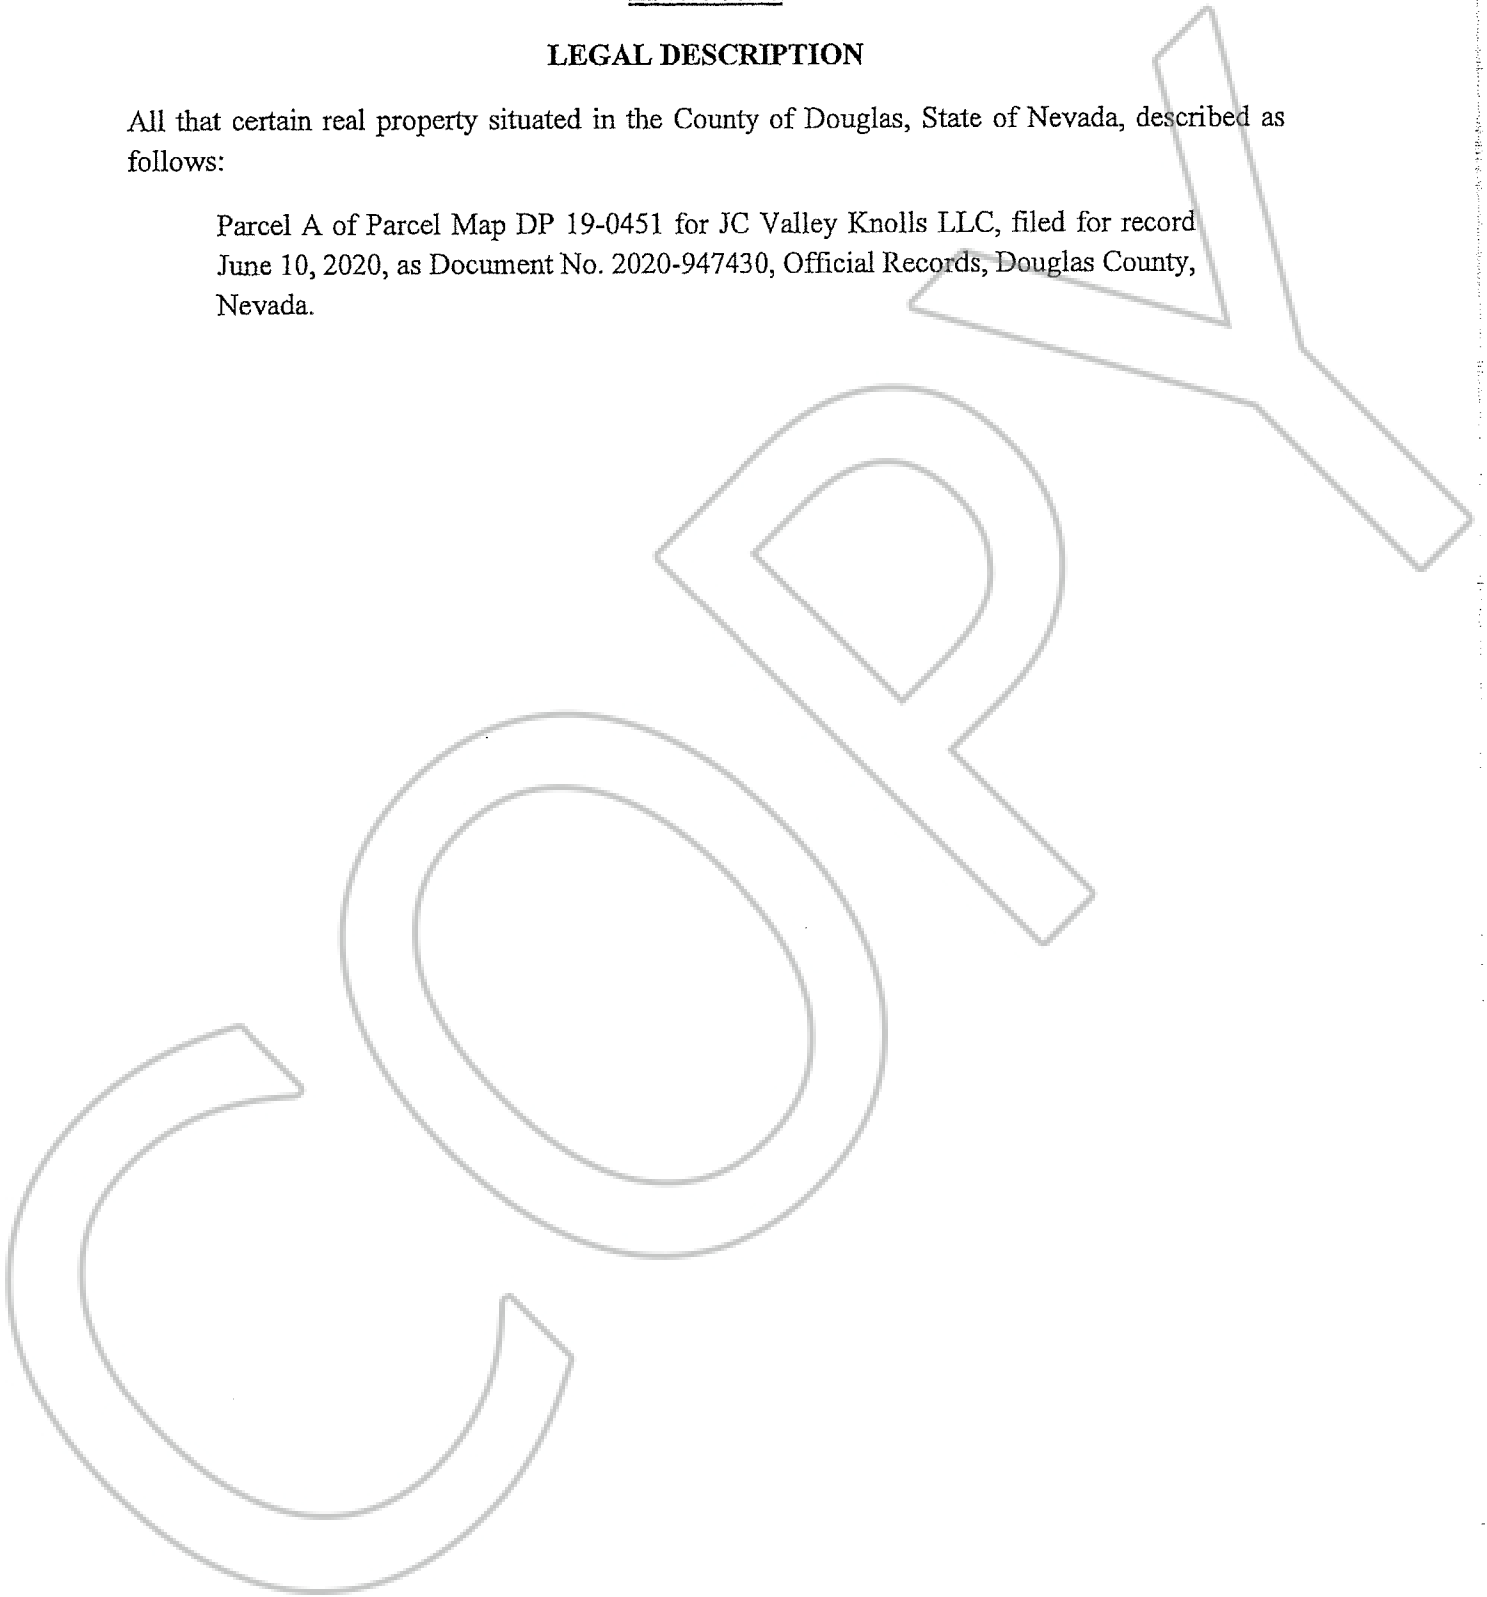 LEGAL DESCRIPTION
All that certain real property situated in the County of Douglas, State of Nevada, described as
follows:
Parcel A of Parcel Map DP 19-0451 for JC Valley Knolls LLC, filed for record
June 10, 2020, as Document No. 2020-947430, Official Records, Douglas County,
Nevada.
COPY